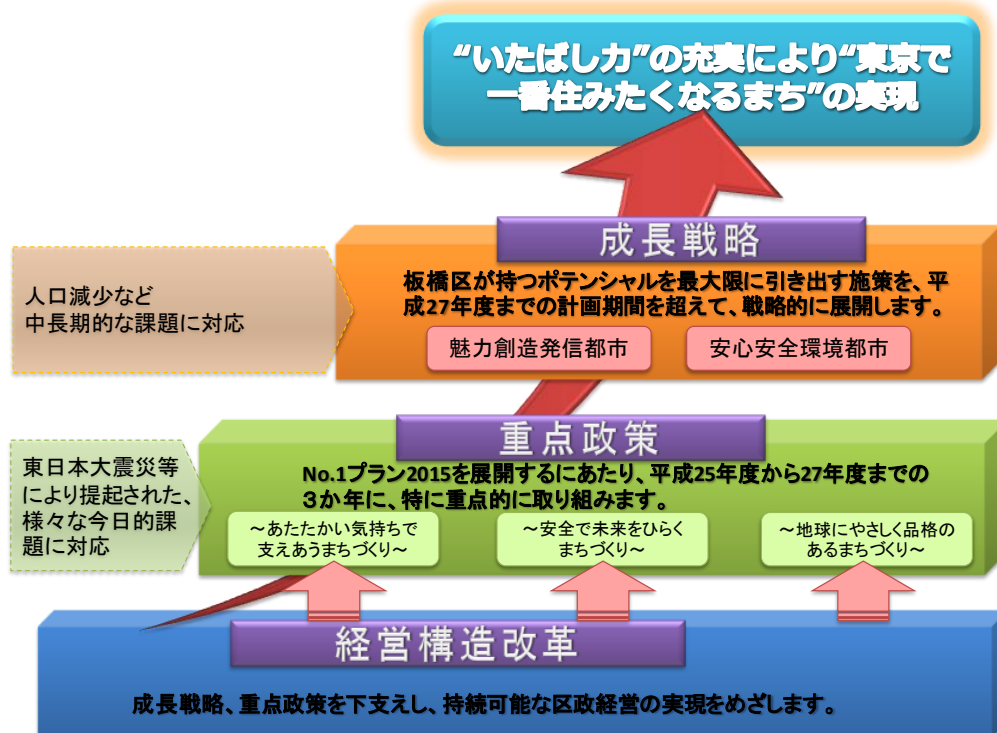 “いたばし力”の充実により“東京で
一番住みたくなるまち”の実現
成長戦略
板橋区が持つポテンシャルを最大限に引き出す施策を、平
成27年度までの計画期間を超えて、戦略的に展開します。
人口減少など
中長期的な課題に対応
魅力創造発信都市
安心安全環境都市
重点政策
No.1プラン2015を展開するにあたり、平成25年度から27年度までの
３か年に、特に重点的に取り組みます。
東日本大震災等
により提起された、
様々な今日的課
題に対応
～あたたかい気持ちで
支えあうまちづくり～
～安全で未来をひらく
まちづくり～
～地球にやさしく品格の
あるまちづくり～
経営構造改革
成長戦略、重点政策を下支えし、持続可能な区政経営の実現をめざします。